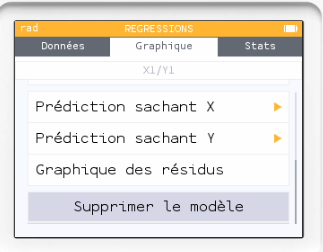 rad
REGRESSIONS
Données
Graphique
Stats
X1/Y1
Prédiction sachant X
Prédiction sachant Y
Graphique des résidus
Supprimer le modèle